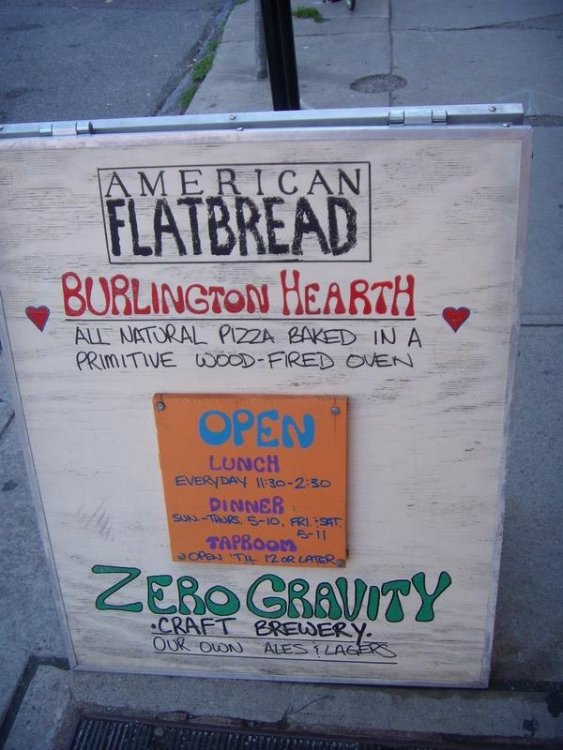 AMERICAN
FLATBREAD
BURLINGTON HEARTH
ALL NATURAL PIZZA BAKED IN A
PRIMITIVE WOOD-FIRED OVEN
OPEN
LUNCH
EVERYDAY 11:30-2:30
DINNER
SUN.-THURS. 5-10, FRI.-SAT.
5-11
TAPROOM
OPEN 'TIL 12 OR LATER
ZERO GRAVITY
•CRAFT BREWERY•
OUR OWN ALES & LAGERS